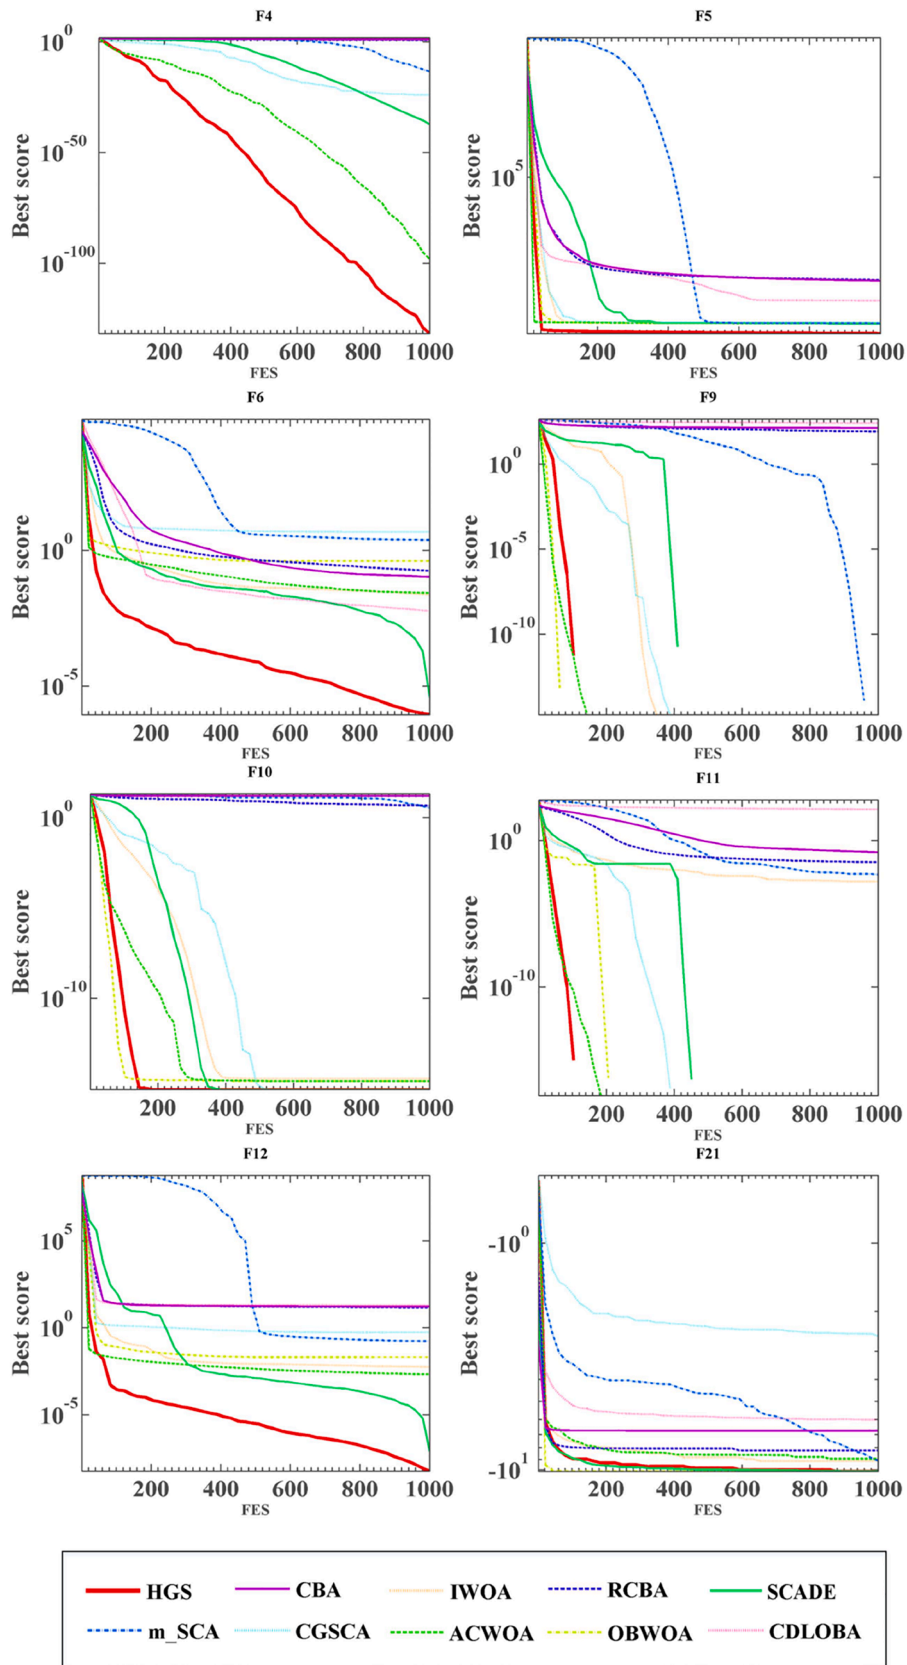 F4
10^0
10^-50
10^-100
Best score
200 400 600 800 1000
FES
F5
10^5
Best score
200 400 600 800 1000
FES
F6
10^0
10^-5
Best score
200 400 600 800 1000
FES
F9
10^0
10^-5
10^-10
Best score
200 400 600 800 1000
FES
F10
10^0
10^-10
Best score
200 400 600 800 1000
FES
F11
10^0
10^-10
Best score
200 400 600 800 1000
FES
F12
10^5
10^0
10^-5
Best score
200 400 600 800 1000
FES
F21
-10^0
-10^1
Best score
200 400 600 800 1000
FES
HGS CBA IWOA RCBA SCADE
m_SCA CGSCA ACWOA OBWOA CDLOBA